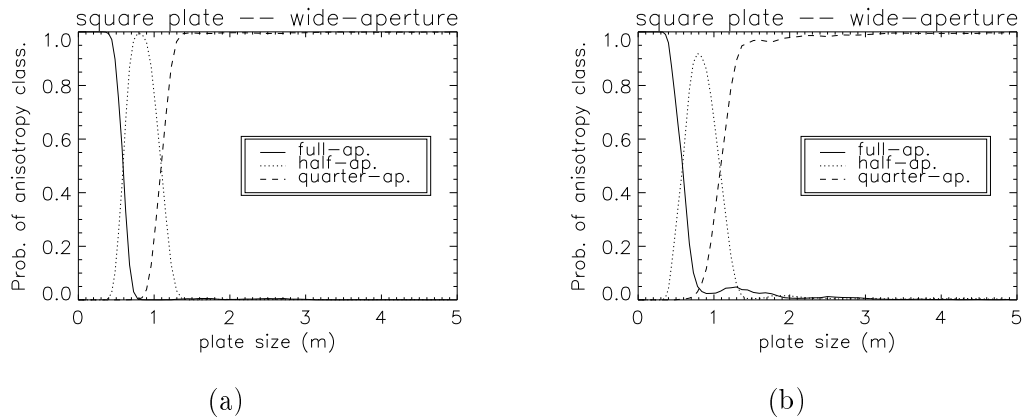 square plate −− wide−aperture
Prob. of anisotropy class.
1.0
0.8
0.6
0.4
0.2
0.0
full−ap.
half−ap.
quarter−ap.
0 1 2 3 4 5
plate size (m)
(a)
square plate −− wide−aperture
Prob. of anisotropy class.
1.0
0.8
0.6
0.4
0.2
0.0
full−ap.
half−ap.
quarter−ap.
0 1 2 3 4 5
plate size (m)
(b)